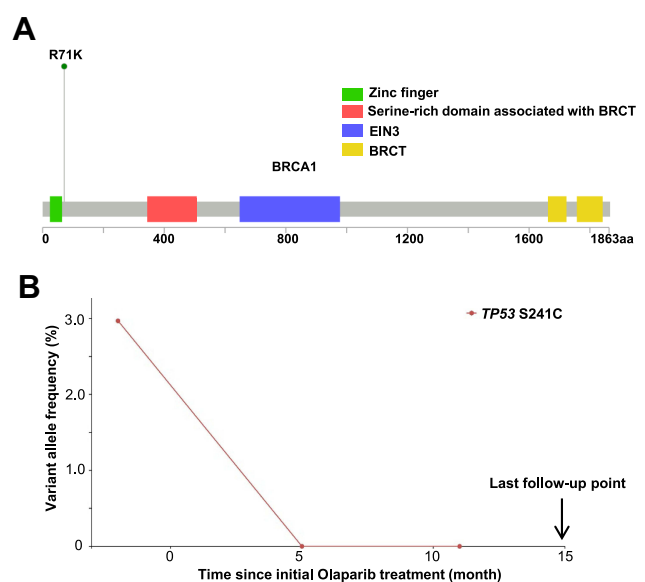 A
R71K
Zinc finger
Serine-rich domain associated with BRCT
EIN3
BRCT
BRCA1
0 400 800 1200 1600 1863aa
B
TP53 S241C
Variant allele frequency (%)
3.0
2.0
1.0
0
Last follow-up point
0 5 10 15
Time since initial Olaparib treatment (month)